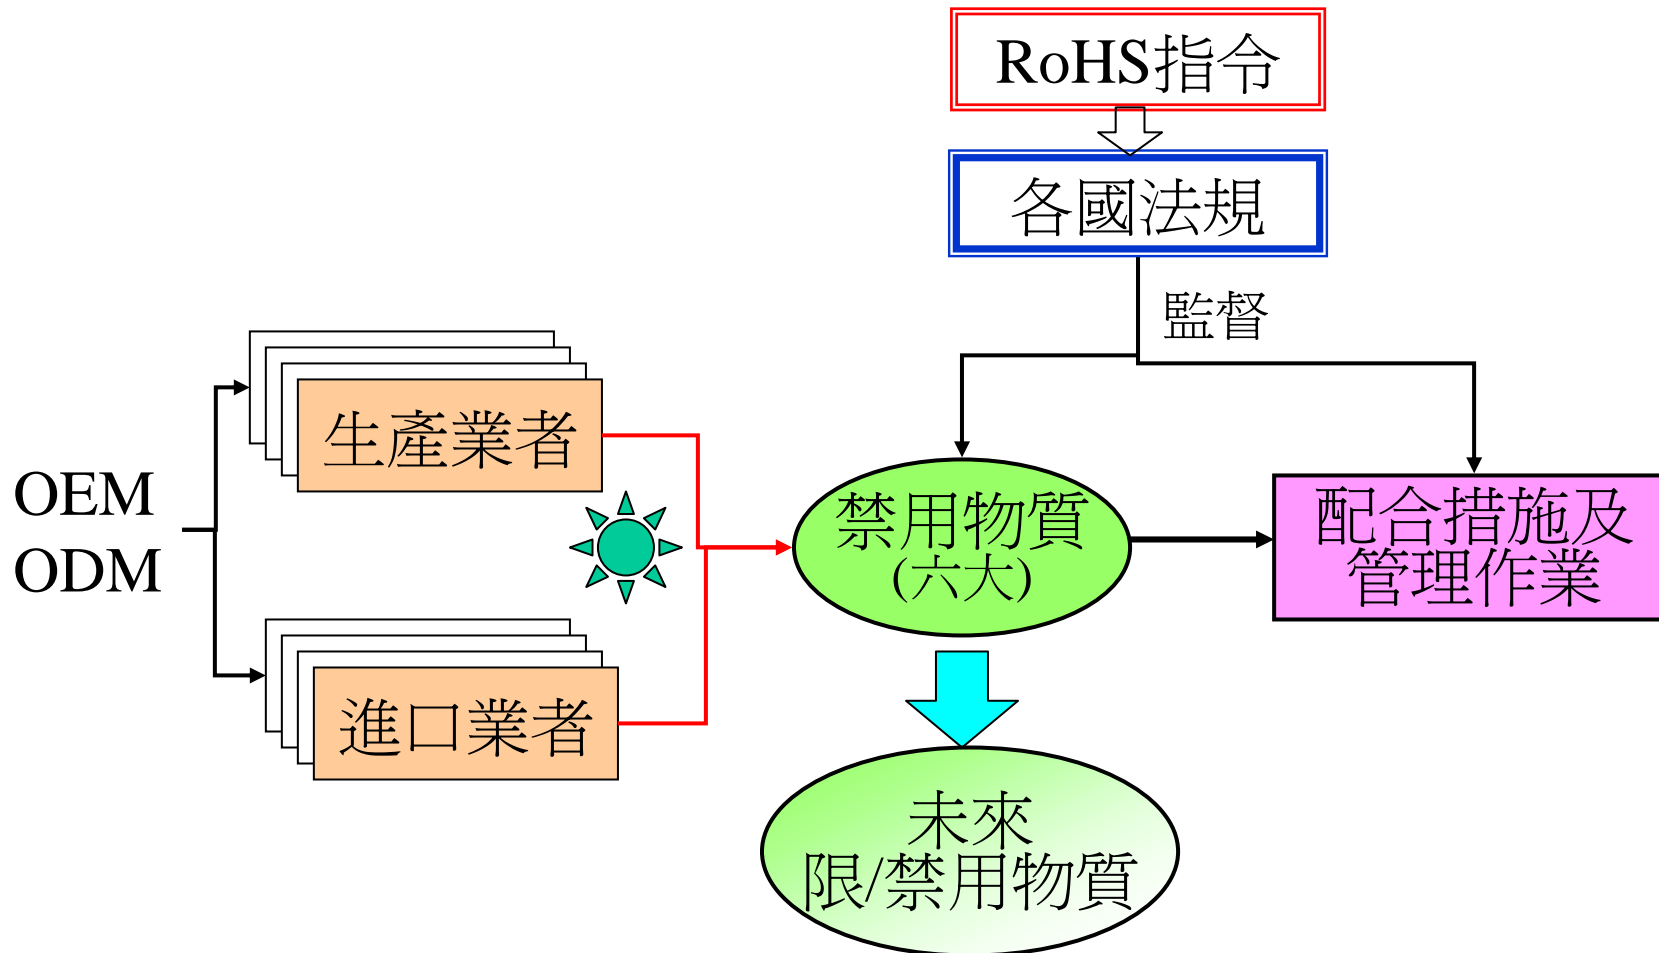 RoHS指令
各國法規
監督
生產業者
OEM
ODM
禁用物質
(六大)
配合措施及
管理作業
進口業者
未來
限/禁用物質